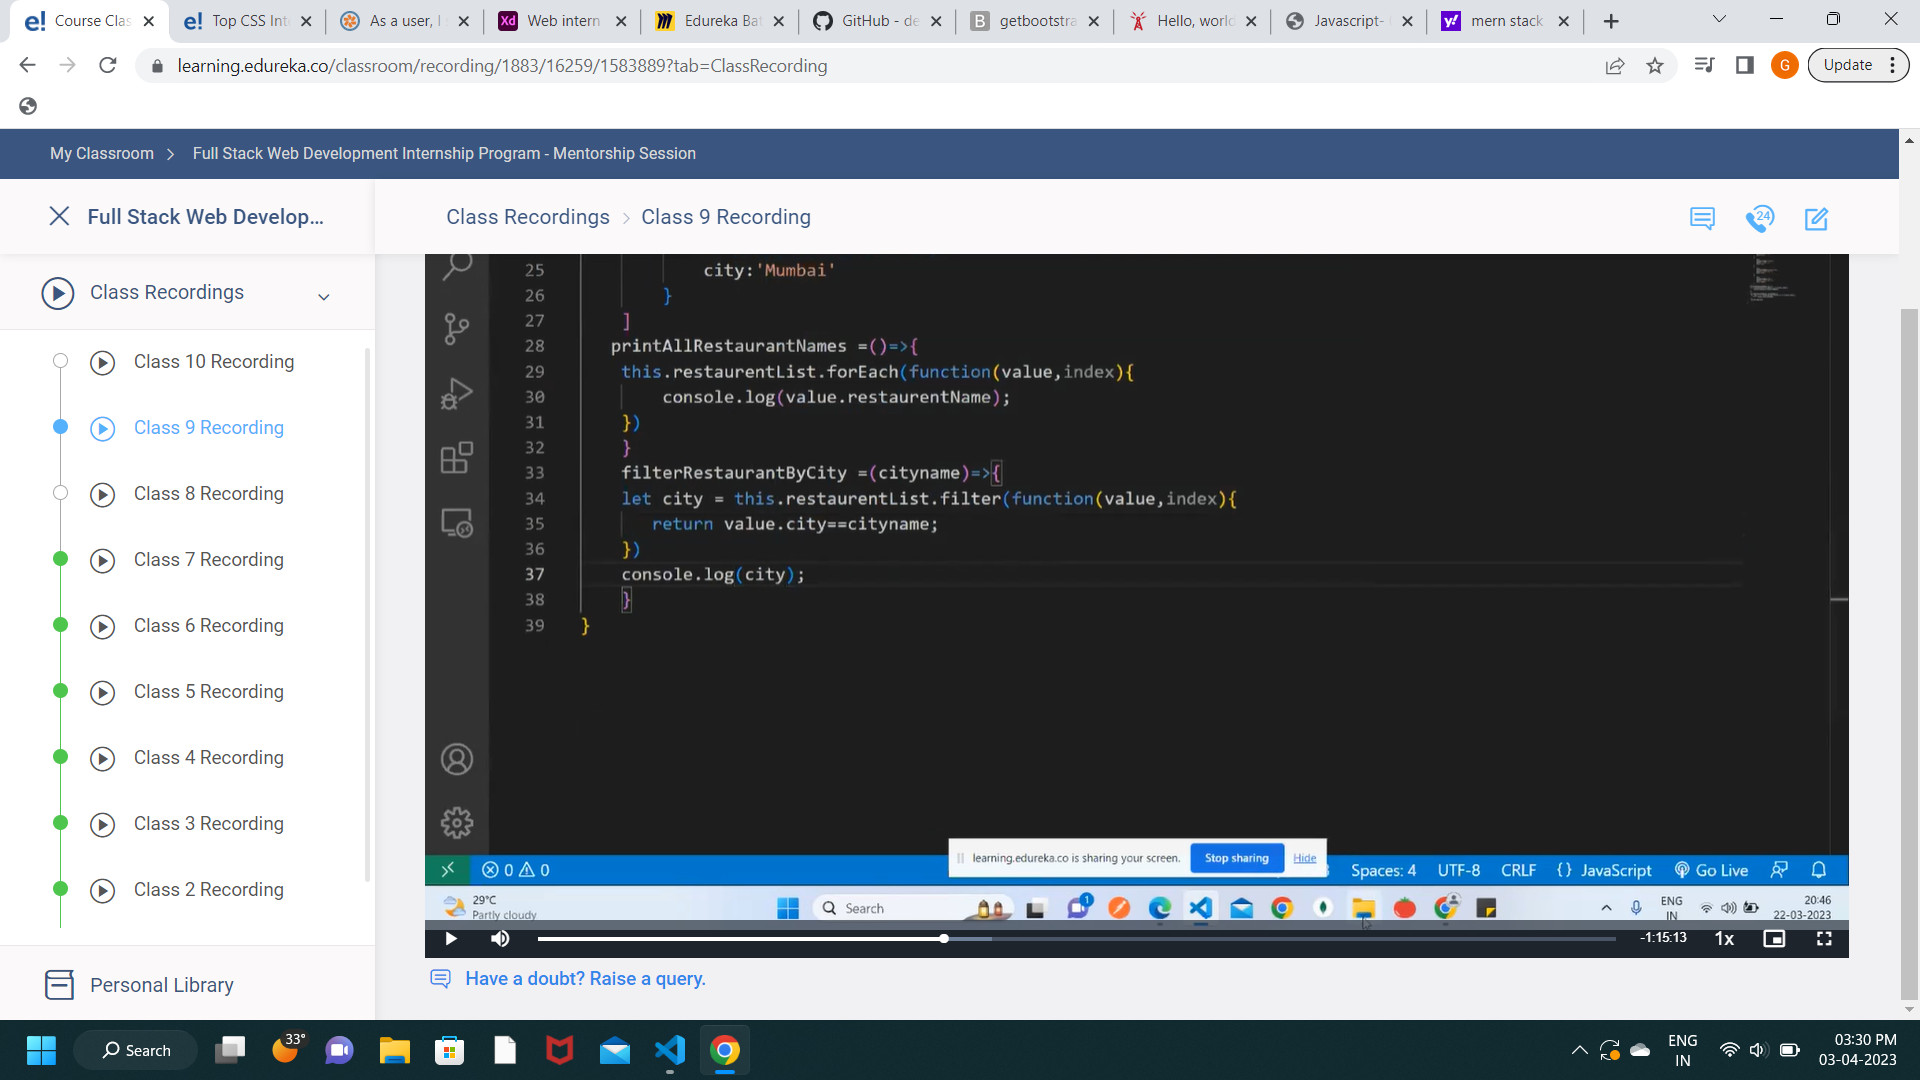 Course Clas
Top CSS Int
As a user, I
Xd Web intern
Edureka Bat
GitHub - de
B getbootstra
Hello, world
Javascript-
y! mern stack
learning.edureka.co/classroom/recording/1883/16259/1583889?tab=ClassRecording
G
Update
My Classroom > Full Stack Web Development Internship Program - Mentorship Session
Full Stack Web Develop...
Class Recordings > Class 9 Recording
24
Class Recordings
Class 10 Recording
Class 9 Recording
Class 8 Recording
Class 7 Recording
Class 6 Recording
Class 5 Recording
Class 4 Recording
Class 3 Recording
Class 2 Recording
Personal Library
25 city:'Mumbai'
26 }
27 ]
28 printAllRestaurantNames =()=>{
29 this.restaurentList.forEach(function(value,index){
30 console.log(value.restaurentName);
31 })
32 }
33 filterRestaurantByCity =(cityname)=>{
34 let city = this.restaurentList.filter(function(value,index){
35 return value.city==cityname;
36 })
37 console.log(city);
38 }
39 }
learning.edureka.co is sharing your screen. Stop sharing Hide
0 0
Spaces: 4 UTF-8 CRLF {} JavaScript Go Live
29°C
Partly cloudy
Search
1
ENG
IN
20:46
22-03-2023
-1:15:13 1x
Have a doubt? Raise a query.
Search
33°
ENG
IN
03:30 PM
03-04-2023